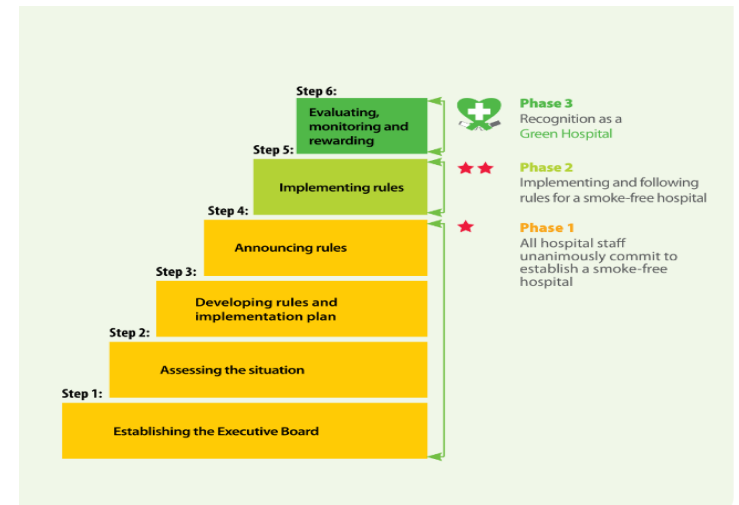 Step 6:
Evaluating,
monitoring and
rewarding
Phase 3
Recognition as a
Green Hospital
Step 5:
Implementing rules
Phase 2
Implementing and following
rules for a smoke-free hospital
Step 4:
Announcing rules
Phase 1
All hospital staff
unanimously commit to
establish a smoke-free
hospital
Step 3:
Developing rules and
implementation plan
Step 2:
Assessing the situation
Step 1:
Establishing the Executive Board